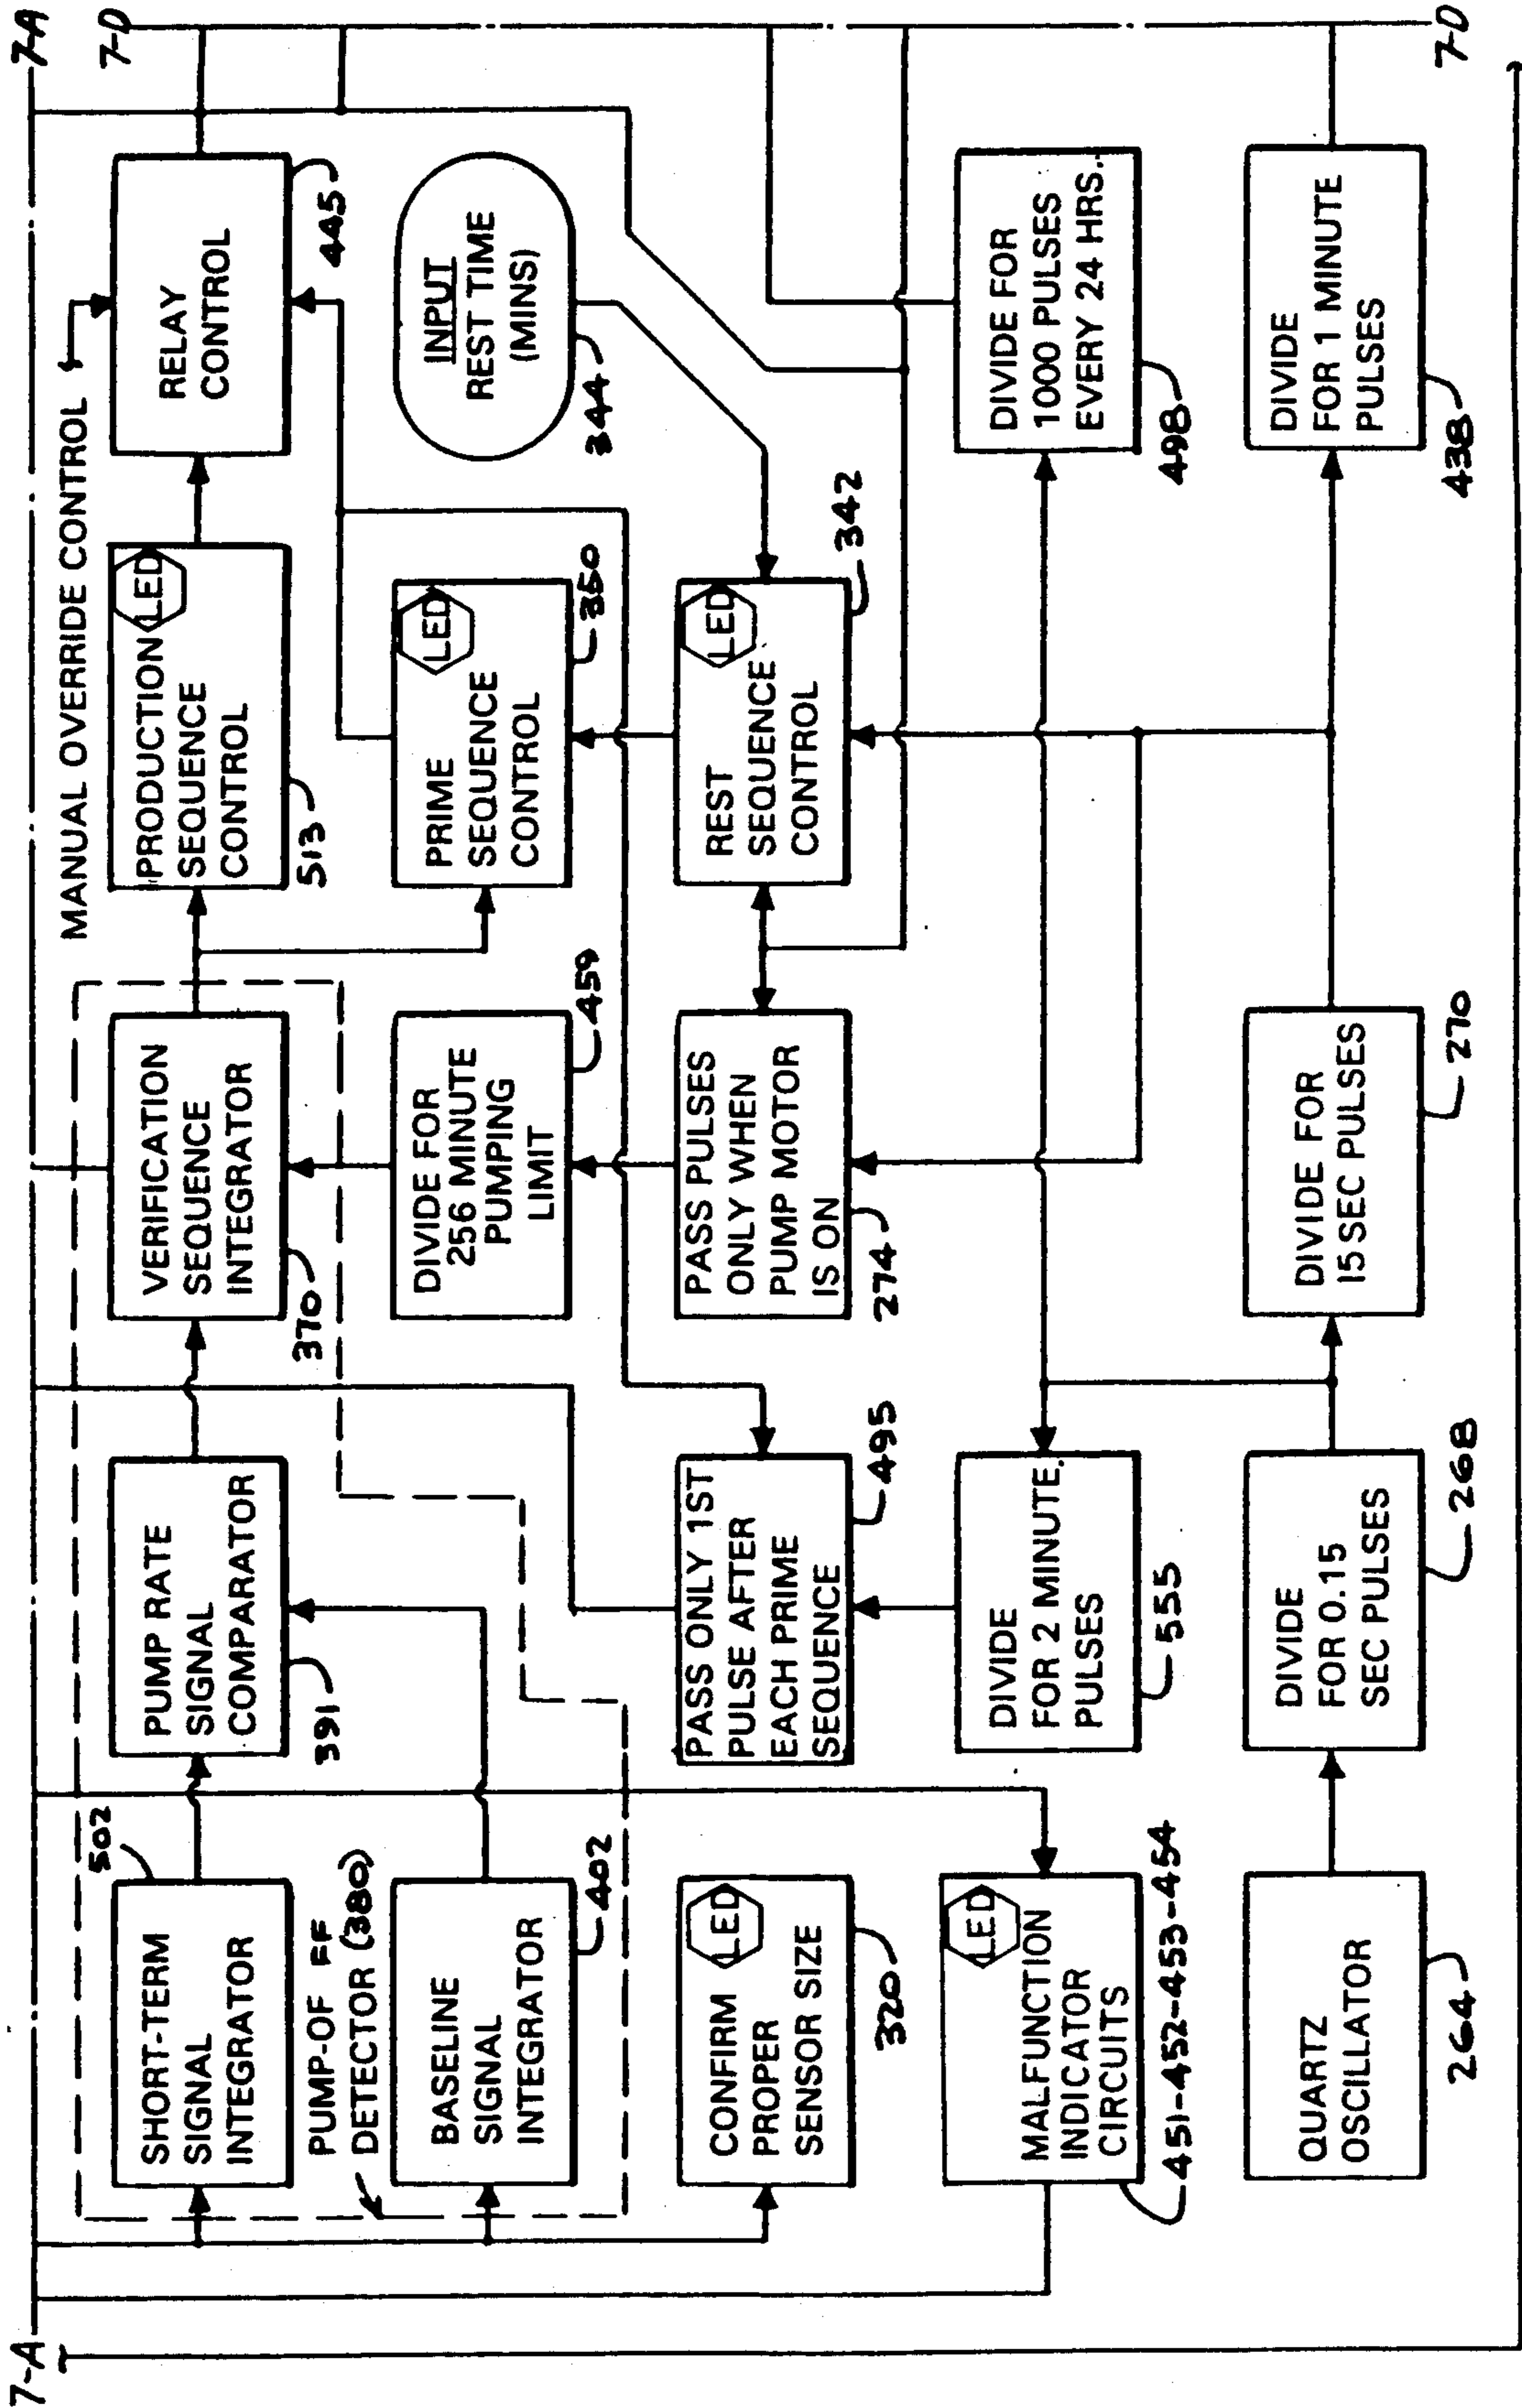 7-A
7-A
7-D
7-D
MANUAL OVERRIDE CONTROL
502
SHORT-TERM
SIGNAL
INTEGRATOR
PUMP RATE
SIGNAL
COMPARATOR
391
VERIFICATION
SEQUENCE
INTEGRATOR
370
PRODUCTION
SEQUENCE
CONTROL
LED
513
RELAY
CONTROL
445
PUMP-OF FF
DETECTOR (380)
BASELINE
SIGNAL
INTEGRATOR
402
DIVIDE FOR
256 MINUTE
PUMPING
LIMIT
459
PRIME
SEQUENCE
CONTROL
LED
350
INPUT
REST TIME
(MINS)
344
CONFIRM
PROPER
SENSOR SIZE
LED
320
PASS ONLY 1ST
PULSE AFTER
EACH PRIME
SEQUENCE
495
PASS PULSES
ONLY WHEN
PUMP MOTOR
IS ON
274
REST
SEQUENCE
CONTROL
LED
342
MALFUNCTION
INDICATOR
CIRCUITS
LED
451-452-453-454
DIVIDE
FOR 2 MINUTE.
PULSES
555
DIVIDE FOR
1000 PULSES
EVERY 24 HRS.
498
QUARTZ
OSCILLATOR
264
DIVIDE
FOR 0.15
SEC PULSES
268
DIVIDE FOR
15 SEC PULSES
270
DIVIDE
FOR 1 MINUTE
PULSES
438